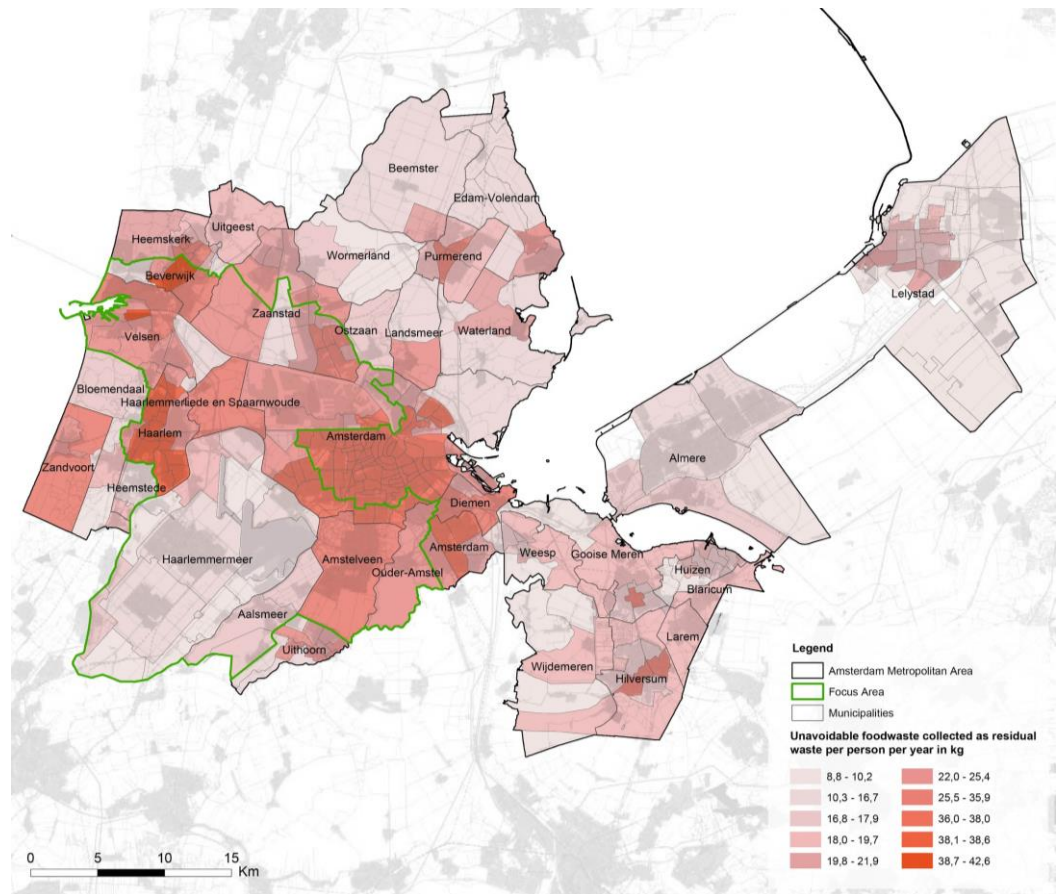 Beemster
Edam-Volendam
Uitgeest
Heemskerk
Wormerland
Purmerend
Beverwijk
Lelystad
Zaanstad
Ostzaan
Landsmeer
Waterland
Velsen
Bloemendaal
Haarlemmerliede en Spaarnwoude
Haarlem
Amsterdam
Almere
Zandvoort
Heemstede
Diemen
Amsterdam
Weesp
Gooise Meren
Haarlemmermeer
Amstelveen
Huizen
Ouder-Amstel
Blaricum
Aalsmeer
Larem
Uithoorn
Wijdemeren
Hilversum
Legend
Amsterdam Metropolitan Area
Focus Area
Municipalities
Unavoidable foodwaste collected as residual
waste per person per year in kg
8,8 - 10,2
22,0 - 25,4
10,3 - 16,7
25,5 - 35,9
16,8 - 17,9
36,0 - 38,0
18,0 - 19,7
38,1 - 38,6
19,8 - 21,9
38,7 - 42,6
0 5 10 15
Km